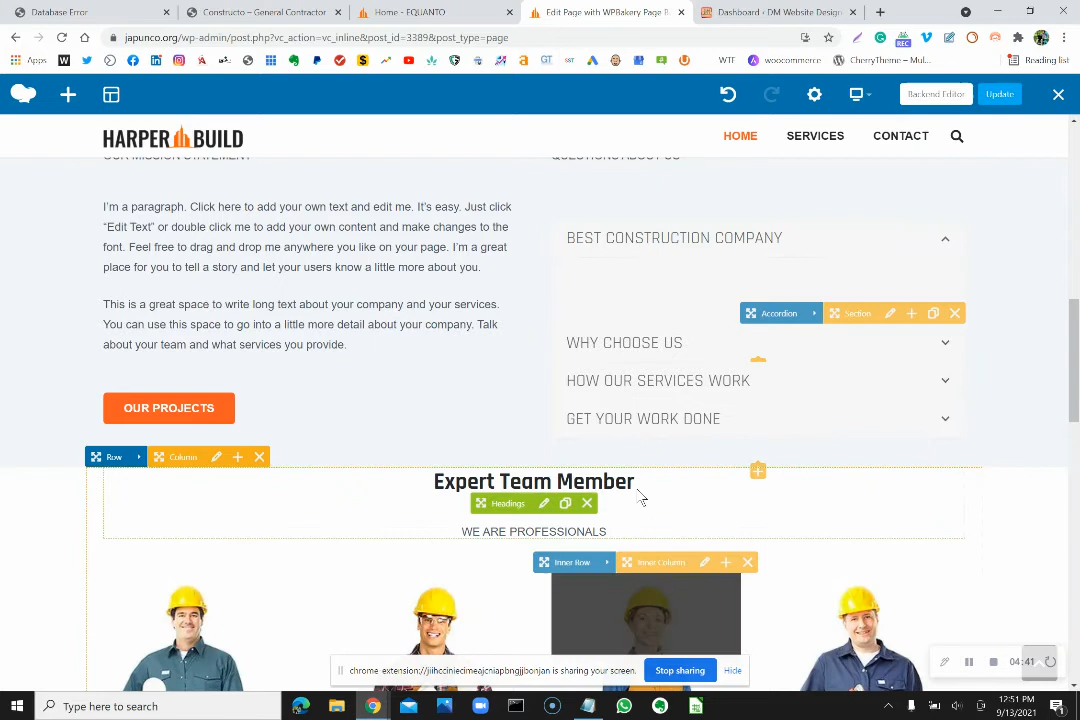 Database Error
Constructo – General Contractor
Home - EQUANTO
Edit Page with WPBakery Page B
Dashboard ‹ DM Website Design
japunco.org/wp-admin/post.php?vc_action=vc_inline&post_id=3389&post_type=page
REC
Apps
WTF
woocommerce
CherryTheme – Mul...
Reading list
Backend Editor
Update
HARPER BUILD
HOME
SERVICES
CONTACT
OUR MISSION STATEMENT
QUESTIONS ABOUT US
I'm a paragraph. Click here to add your own text and edit me. It's easy. Just click
“Edit Text” or double click me to add your own content and make changes to the
font. Feel free to drag and drop me anywhere you like on your page. I'm a great
place for you to tell a story and let your users know a little more about you.
This is a great space to write long text about your company and your services.
You can use this space to go into a little more detail about your company. Talk
about your team and what services you provide.
OUR PROJECTS
BEST CONSTRUCTION COMPANY
Accordion
Section
WHY CHOOSE US
HOW OUR SERVICES WORK
GET YOUR WORK DONE
Row
Column
Expert Team Member
Headings
WE ARE PROFESSIONALS
Inner Row
Inner Column
is sharing your screen.
Stop sharing
Hide
04:41
Type here to search
12:51 PM
9/13/2021